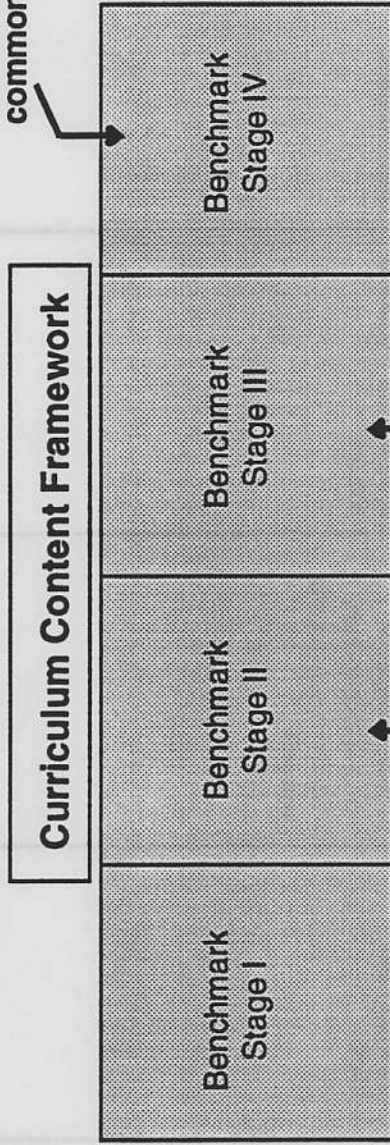 common
Curriculum Content Framework
Benchmark
Stage I
Benchmark
Stage II
Benchmark
Stage III
Benchmark
Stage IV